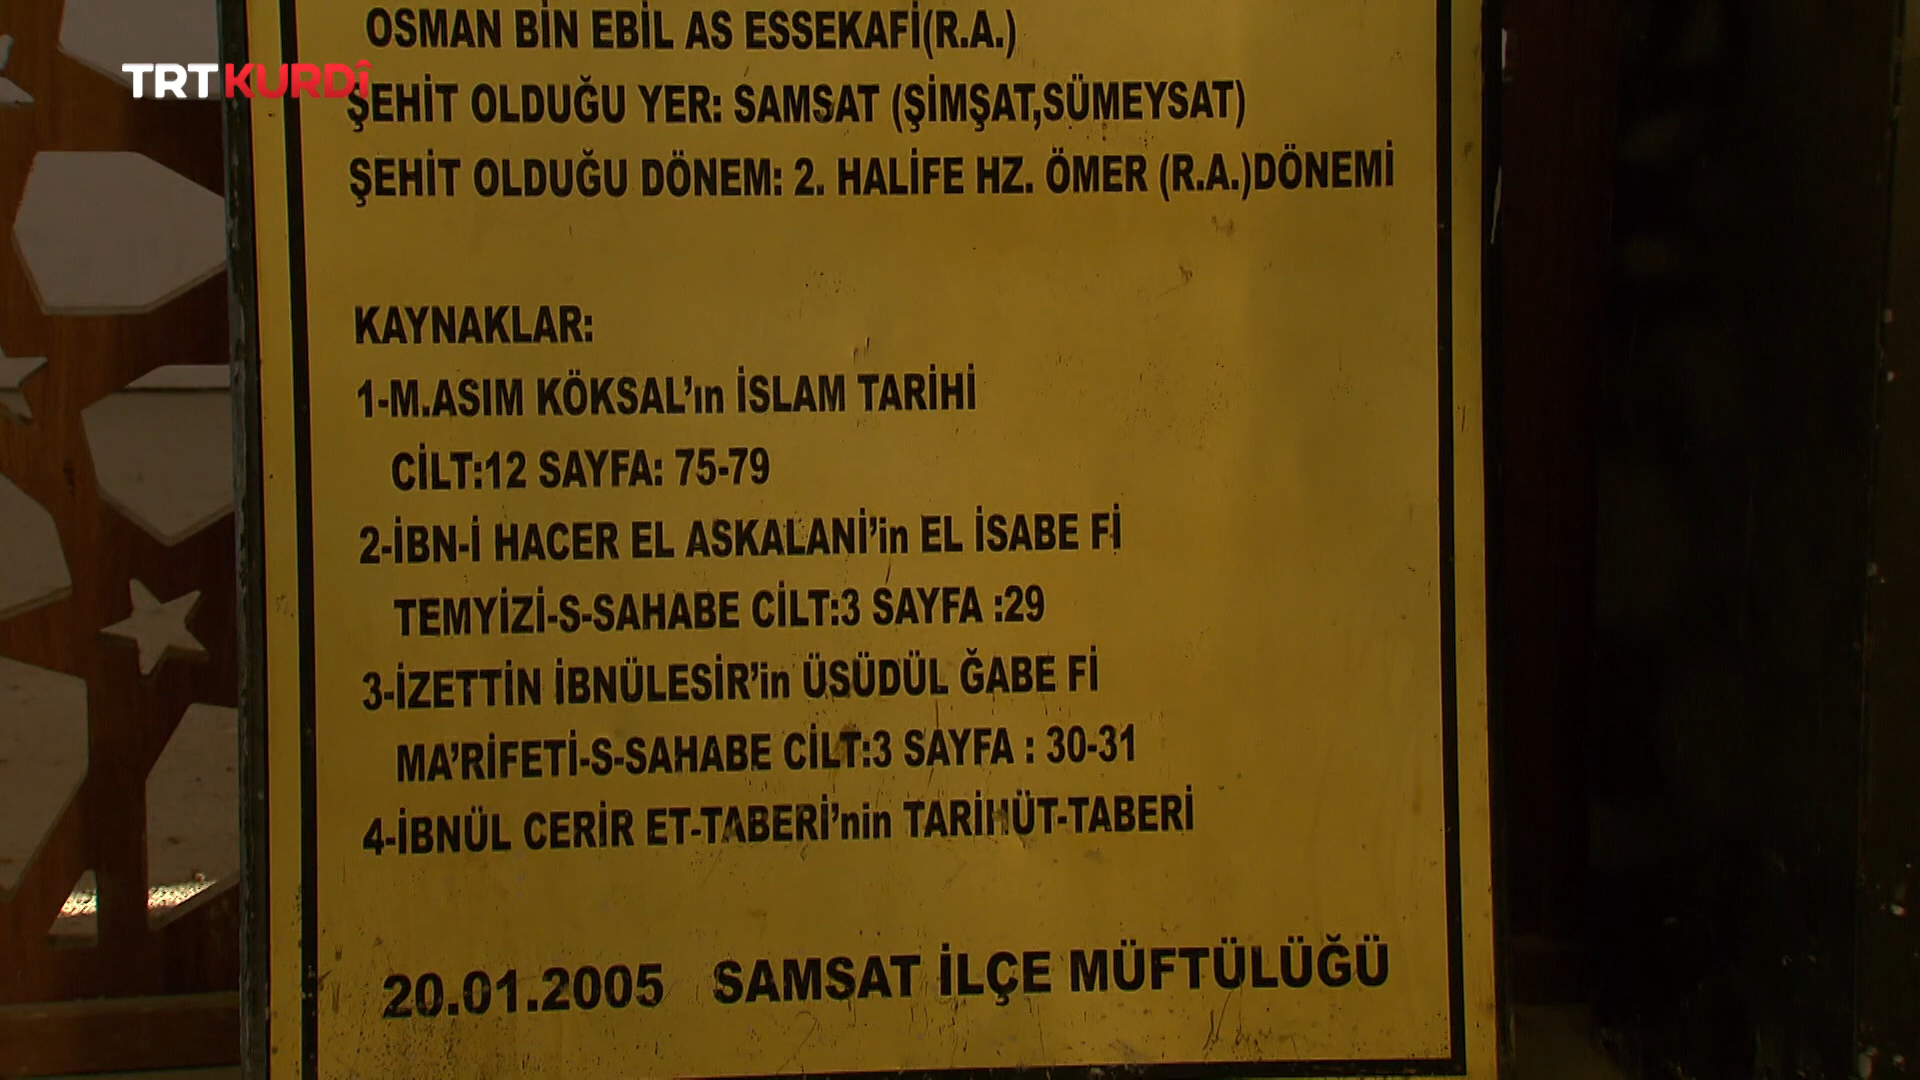 OSMAN BİN EBİL AS ESSEKAFİ(R.A.)
TRT KURDÎ
ŞEHİT OLDUĞU YER: SAMSAT (ŞİMŞAT,SÜMEYSAT)
ŞEHİT OLDUĞU DÖNEM: 2. HALİFE HZ. ÖMER (R.A.)DÖNEMİ
KAYNAKLAR:
1-M.ASIM KÖKSAL'ın İSLAM TARİHİ
CİLT:12 SAYFA: 75-79
2-İBN-İ HACER EL ASKALANİ'in EL İSABE Fİ
TEMYİZİ-S-SAHABE CİLT:3 SAYFA :29
3-İZETTİN İBNÜLESİR'in ÜSÜDÜL ĞABE Fİ
MA'RİFETİ-S-SAHABE CİLT:3 SAYFA : 30-31
4-İBNÜL CERİR ET-TABERİ'nin TARİHÜT-TABERİ
20.01.2005 SAMSAT İLÇE MÜFTÜLÜĞÜ